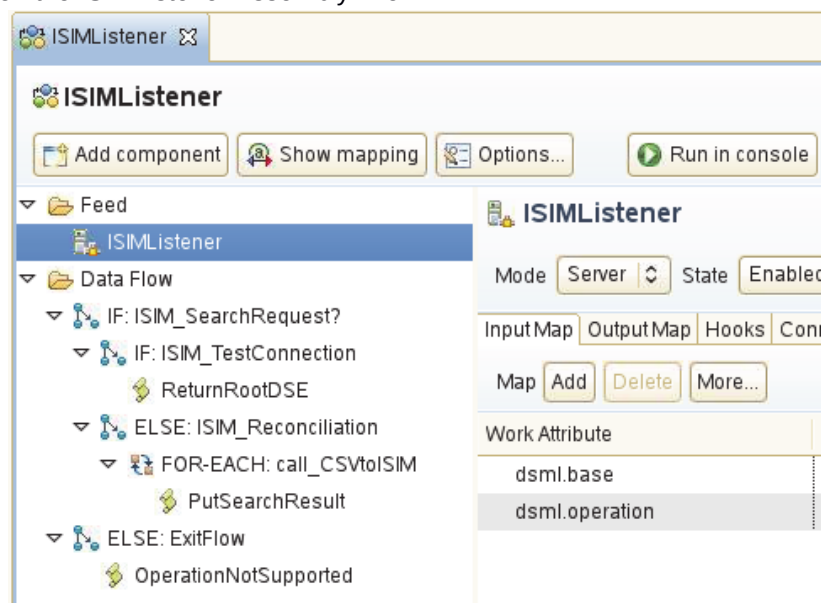 ISIMListener
ISIMListener
Add component Show mapping Options... Run in console
Feed
ISIMListener
Data Flow
IF: ISIM_SearchRequest?
IF: ISIM_TestConnection
ReturnRootDSE
ELSE: ISIM_Reconciliation
FOR-EACH: call_CSVtoISIM
PutSearchResult
ELSE: ExitFlow
OperationNotSupported
ISIMListener
Mode Server State Enabled
Input Map Output Map Hooks Conn
Map Add Delete More...
Work Attribute
dsml.base
dsml.operation